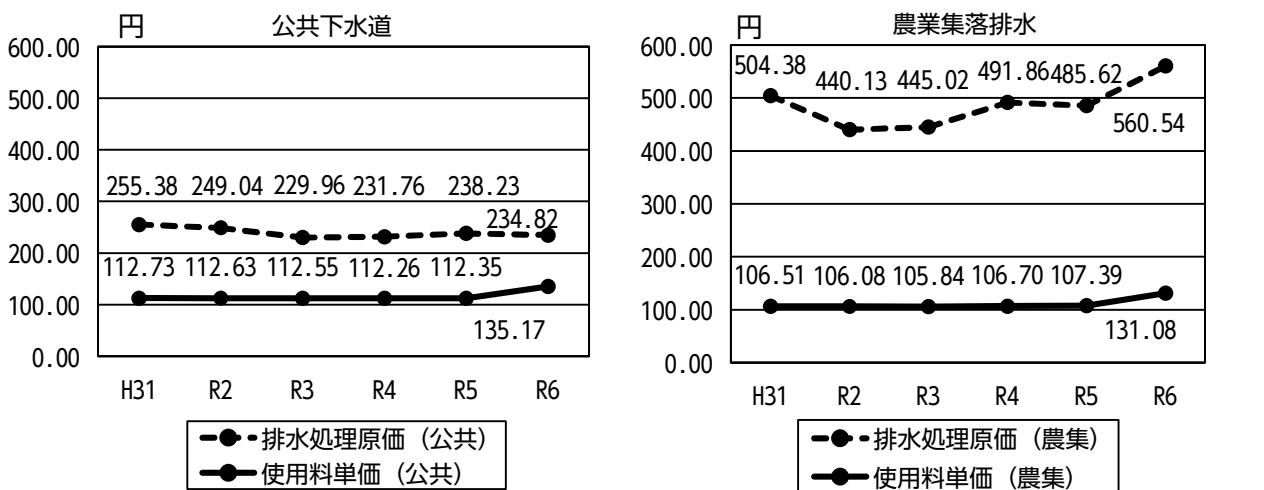 円 公共下水道
600.00
500.00
400.00
300.00
200.00
100.00
0.00
255.38 249.04 229.96 231.76 238.23 234.82
112.73 112.63 112.55 112.26 112.35 135.17
H31 R2 R3 R4 R5 R6
排水処理原価（公共）
使用料単価（公共）
円 農業集落排水
600.00
500.00
400.00
300.00
200.00
100.00
0.00
504.38 440.13 445.02 491.86 485.62 560.54
106.51 106.08 105.84 106.70 107.39 131.08
H31 R2 R3 R4 R5 R6
排水処理原価（農集）
使用料単価（農集）